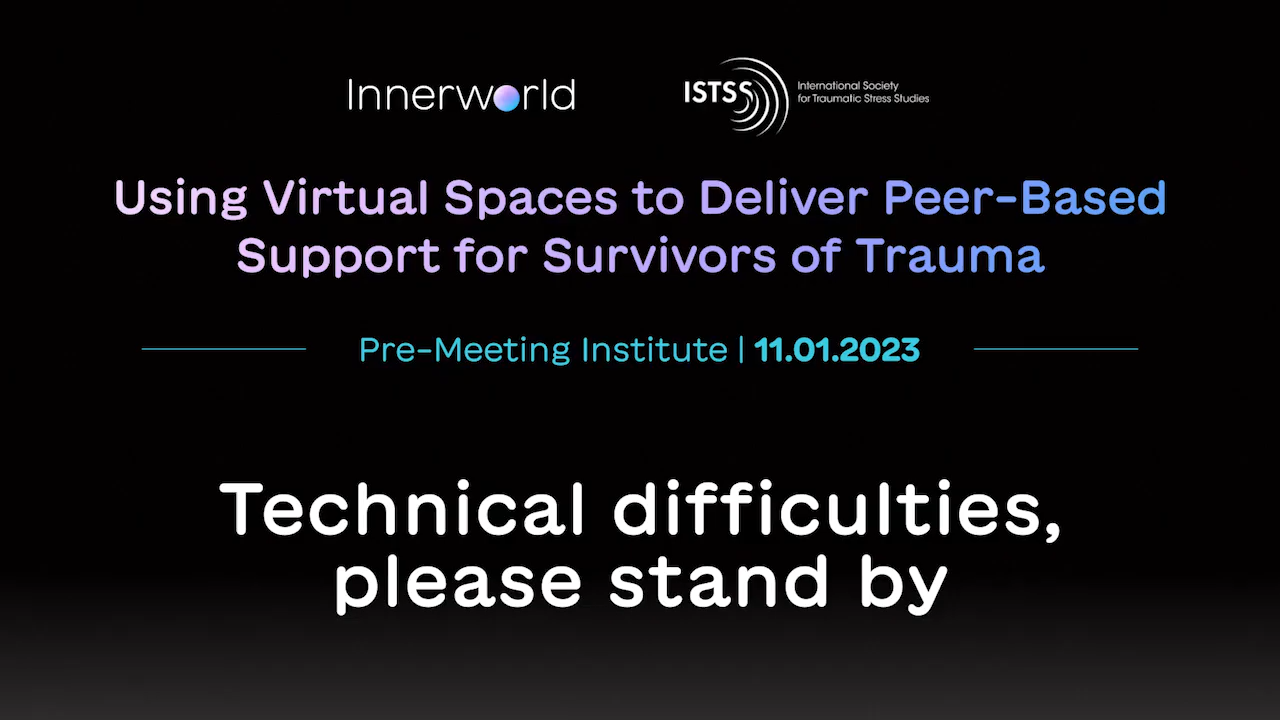 Innerworld
ISTSS
International Society
for Traumatic Stress Studies
Using Virtual Spaces to Deliver Peer-Based
Support for Survivors of Trauma
Pre-Meeting Institute | 11.01.2023
Technical difficulties,
please stand by